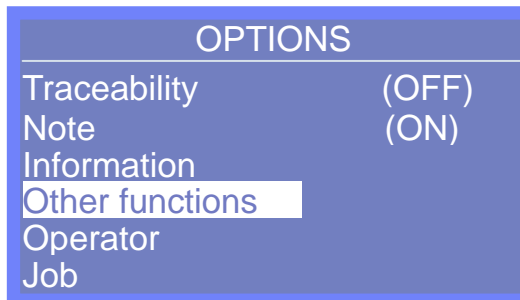 OPTIONS
Traceability (OFF)
Note (ON)
Information
Other functions
Operator
Job